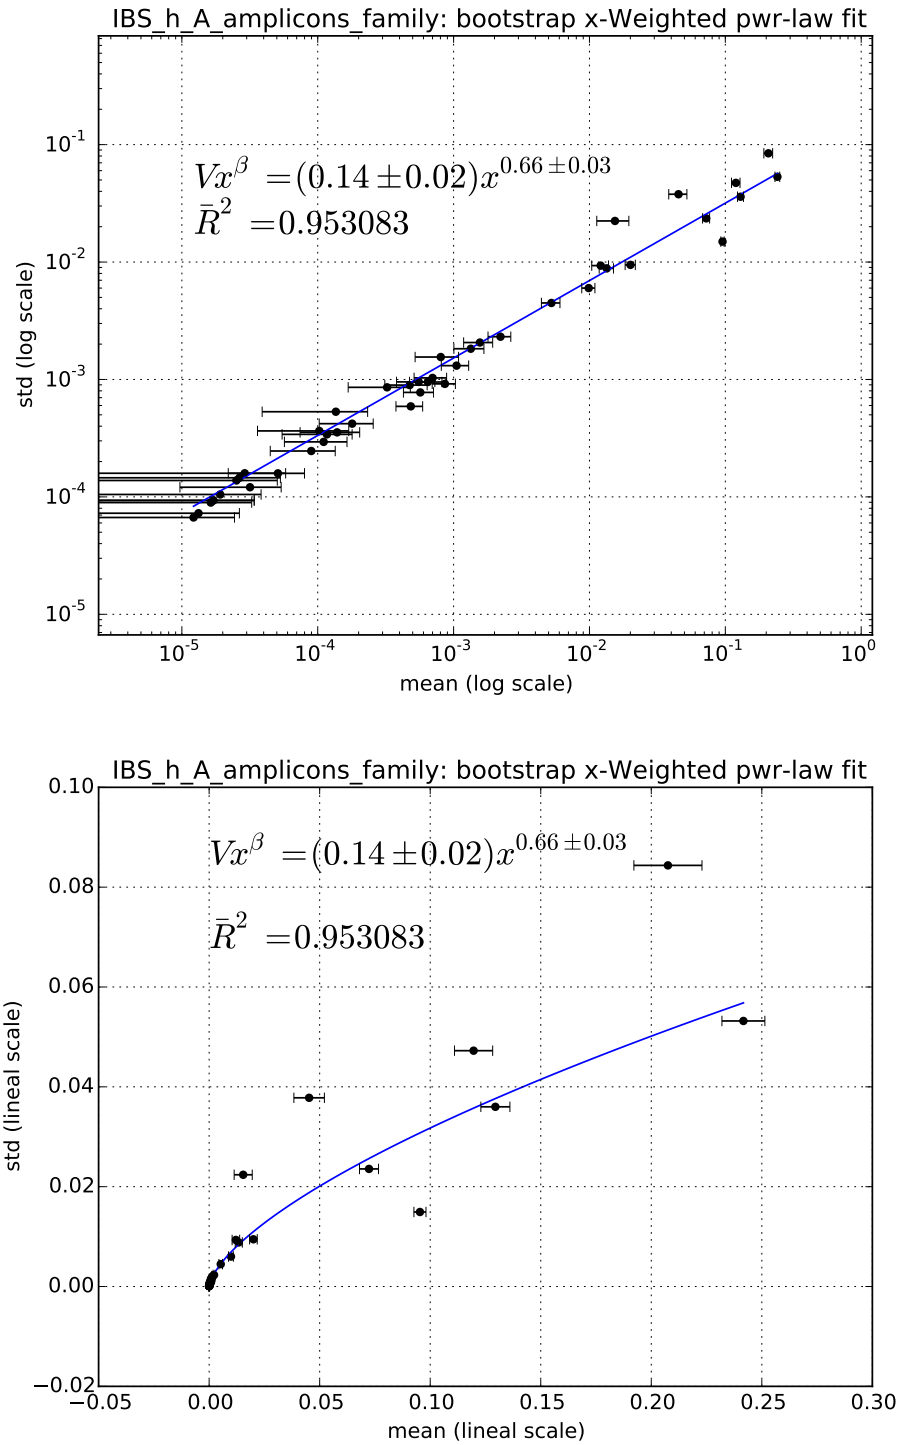 IBS_h_A_amplicons_family: bootstrap x-Weighted pwr-law fit
Vx^β =(0.14±0.02)x^0.66±0.03
R̄^2 =0.953083
10^-1
10^-2
10^-3
10^-4
10^-5
std (log scale)
10^-5 10^-4 10^-3 10^-2 10^-1 10^0
mean (log scale)
IBS_h_A_amplicons_family: bootstrap x-Weighted pwr-law fit
Vx^β =(0.14±0.02)x^0.66±0.03
R̄^2 =0.953083
0.10
0.08
0.06
0.04
0.02
0.00
−0.02
std (lineal scale)
−0.05 0.00 0.05 0.10 0.15 0.20 0.25 0.30
mean (lineal scale)